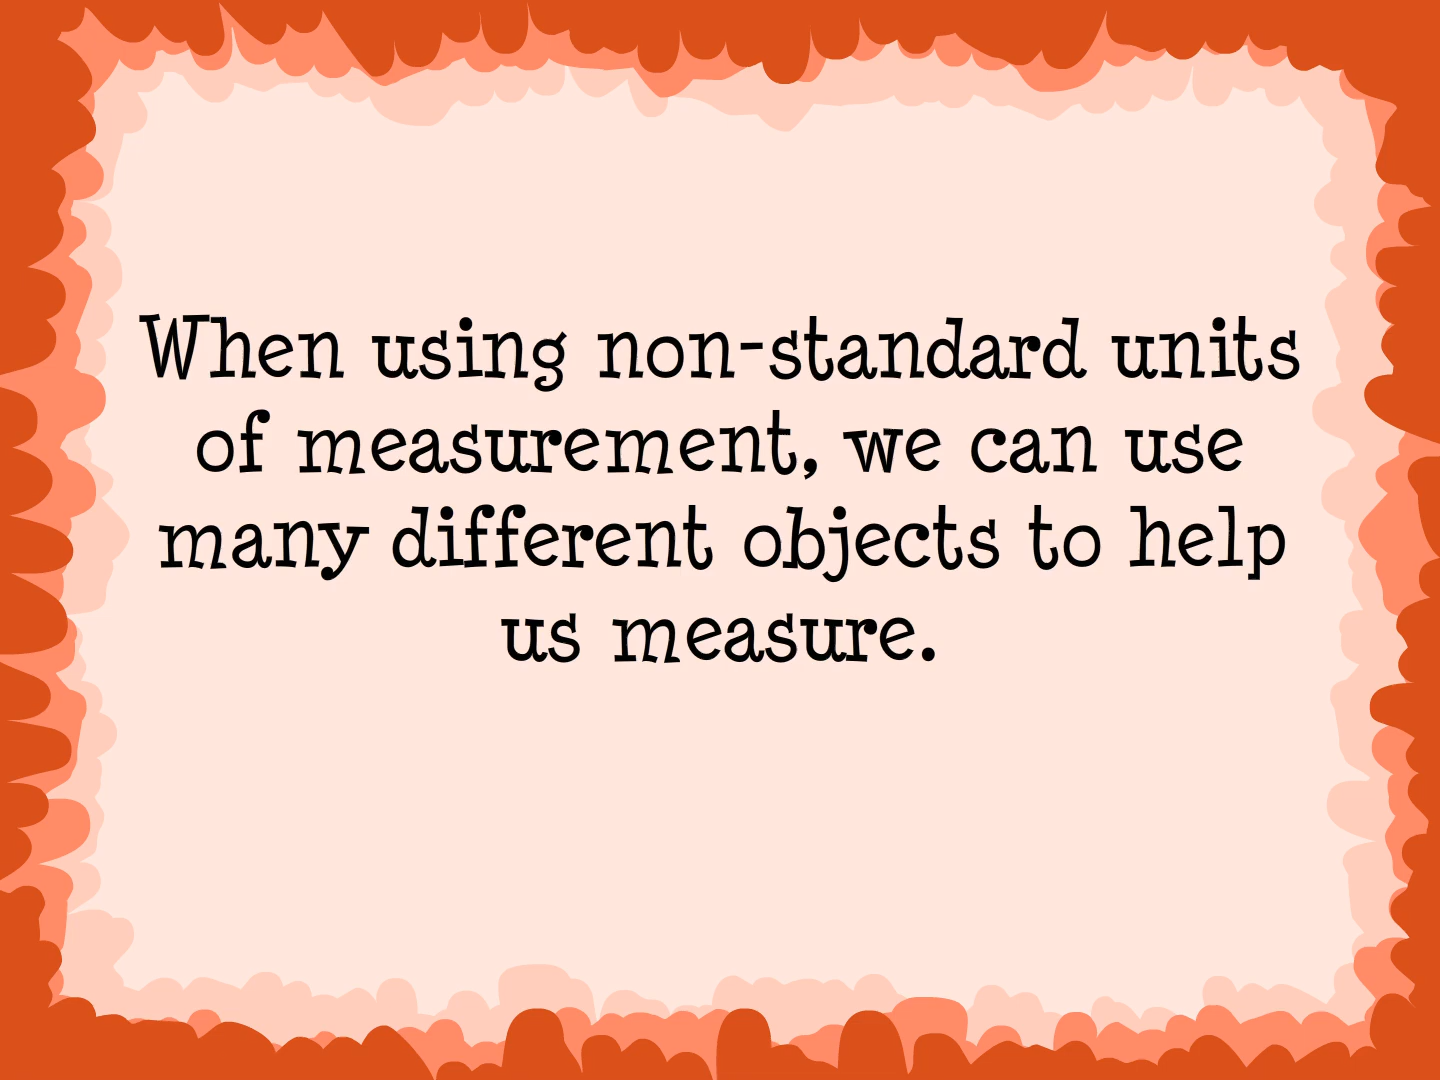 When using non-standard units
of measurement, we can use
many different objects to help
us measure.